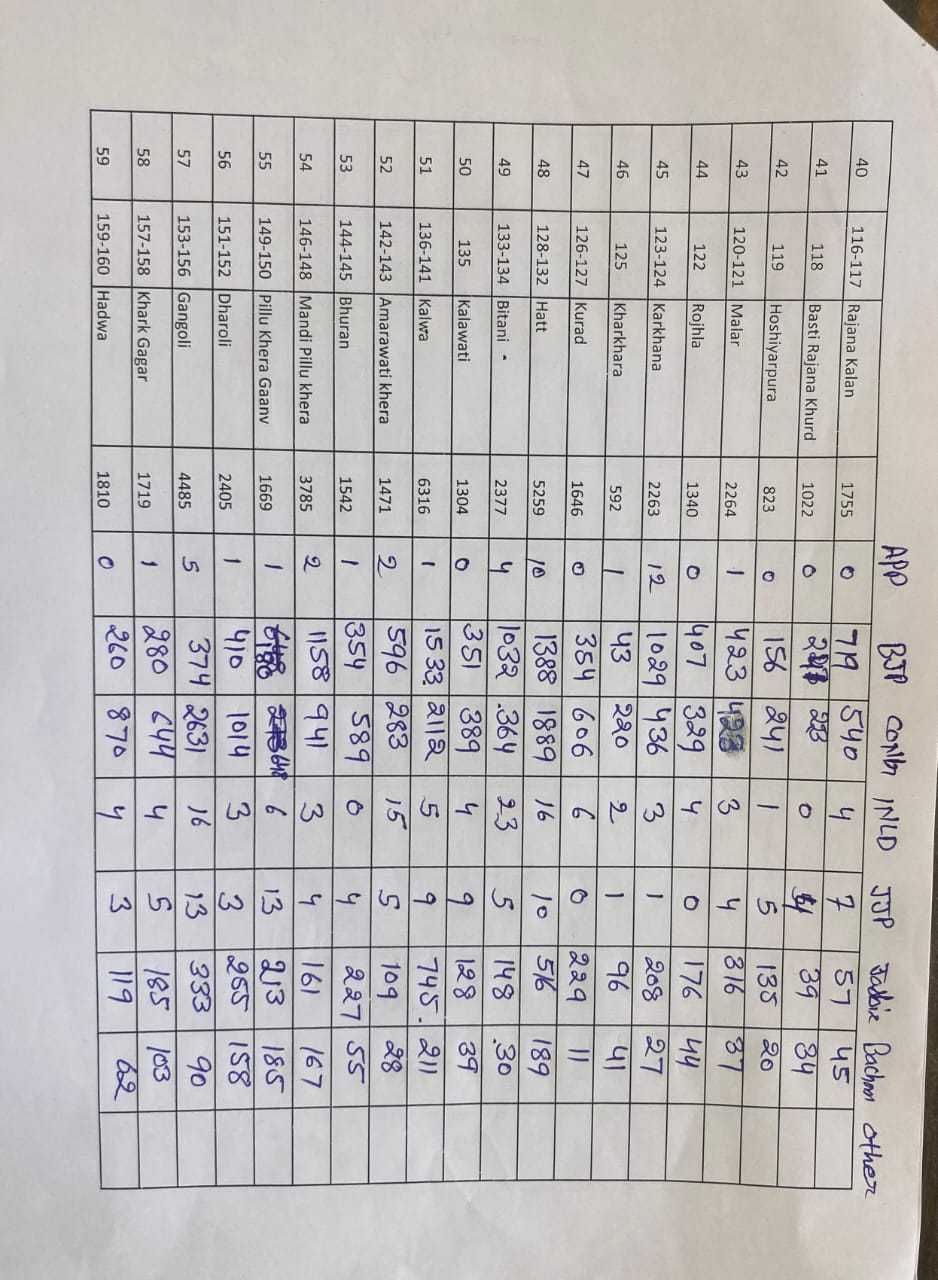 APP BJP INLD JJP Bachan other
40 116-117 Rajana Kalan 1755 0 719 540 4 7 57 45
41 118 Basti Rajana Khurd 1022 0 0 39 34
42 119 Hoshiyarpura 823 0 156 241 1 5 135 20
43 120-121 Malar 2264 1 423 3 4 316 37
44 122 Rojhla 1340 0 407 329 4 0 176 44
45 123-124 Karkhana 2263 12 1029 436 3 1 208 27
46 125 Kharkhara 592 1 43 220 2 1 96 41
47 126-127 Kurad 1646 0 354 606 6 0 229 11
48 128-132 Hatt 5259 10 1388 1889 16 10 516 189
49 133-134 Bitani - 2377 4 1032 364 23 5 148 30
50 135 Kalawati 1304 0 351 389 4 9 128 39
51 136-141 Kalwa 6316 1 1533 2112 5 9 745 211
52 142-143 Amarawati khera 1471 2 596 283 15 5 109 28
53 144-145 Bhuran 1542 1 354 589 0 4 227 55
54 146-148 Mandi Pillu khera 3785 2 1158 941 3 4 161 167
55 149-150 Pillu Khera Gaanv 1669 1 648 6 13 213 185
56 151-152 Dharoli 2405 1 410 1014 3 3 265 158
57 153-156 Gangoli 4485 5 374 2631 16 13 333 90
58 157-158 Khark Gagar 1719 1 280 644 4 5 185 103
59 159-160 Hadwa 1810 0 260 870 4 3 119 62